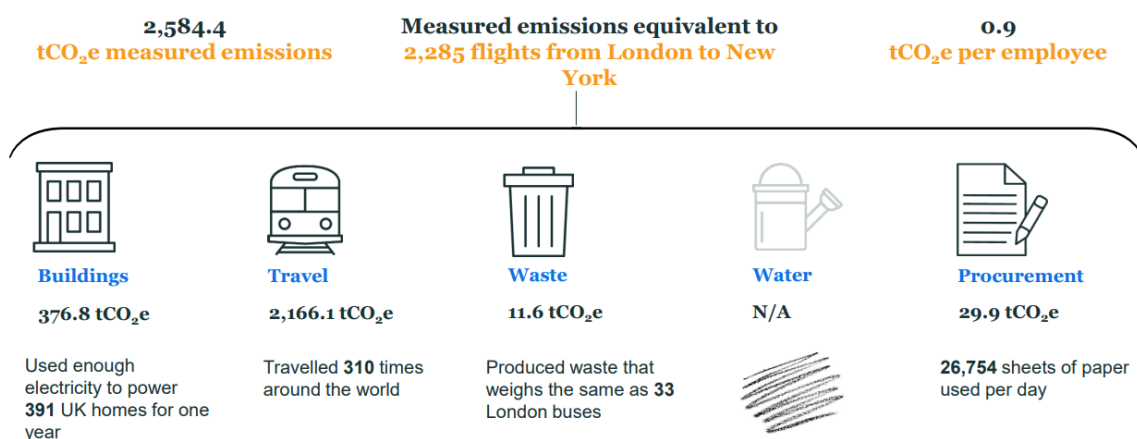 2,584.4
tCO₂e measured emissions
Measured emissions equivalent to
2,285 flights from London to New
York
0.9
tCO₂e per employee
Buildings
376.8 tCO₂e
Used enough
electricity to power
391 UK homes for one
year
Travel
2,166.1 tCO₂e
Travelled 310 times
around the world
Waste
11.6 tCO₂e
Produced waste that
weighs the same as 33
London buses
Water
N/A
Procurement
29.9 tCO₂e
26,754 sheets of paper
used per day